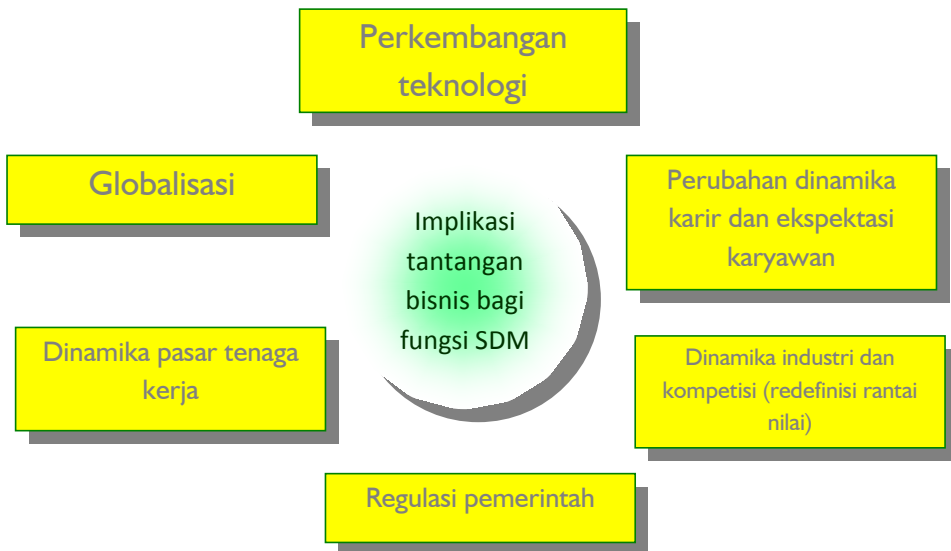 Perkembangan
teknologi
Globalisasi
Perubahan dinamika
karir dan ekspektasi
karyawan
Implikasi
tantangan
bisnis bagi
fungsi SDM
Dinamika pasar tenaga
kerja
Dinamika industri dan
kompetisi (redefinisi rantai
nilai)
Regulasi pemerintah